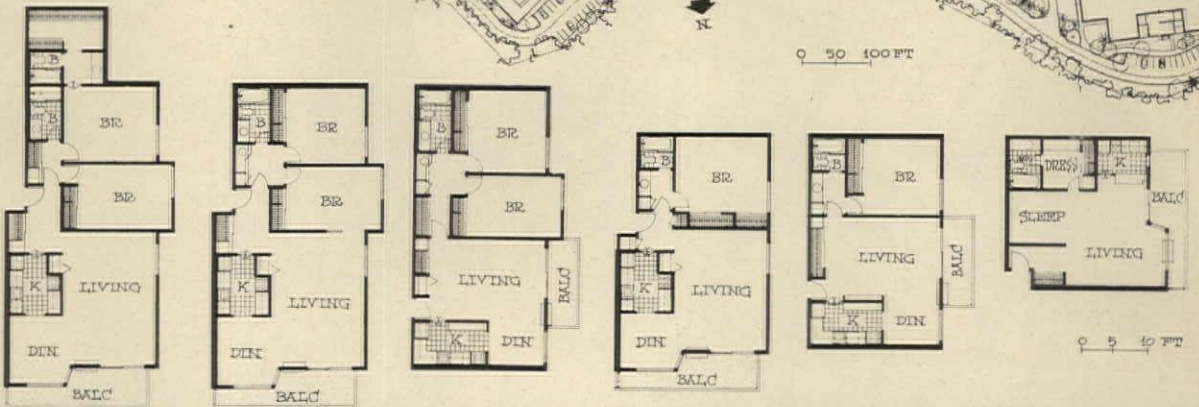 N
0 50 100 FT
B
B
BR
BR
K
LIVING
DIN
BALC
B
BR
BR
K
LIVING
DIN
BALC
B
BR
BR
LIVING
BALC
K
DIN
B
BR
K
LIVING
DIN
BALC
B
BR
LIVING
BALC
K
DIN
DRESS
K
BALC
SLEEP
LIVING
0 5 10 FT